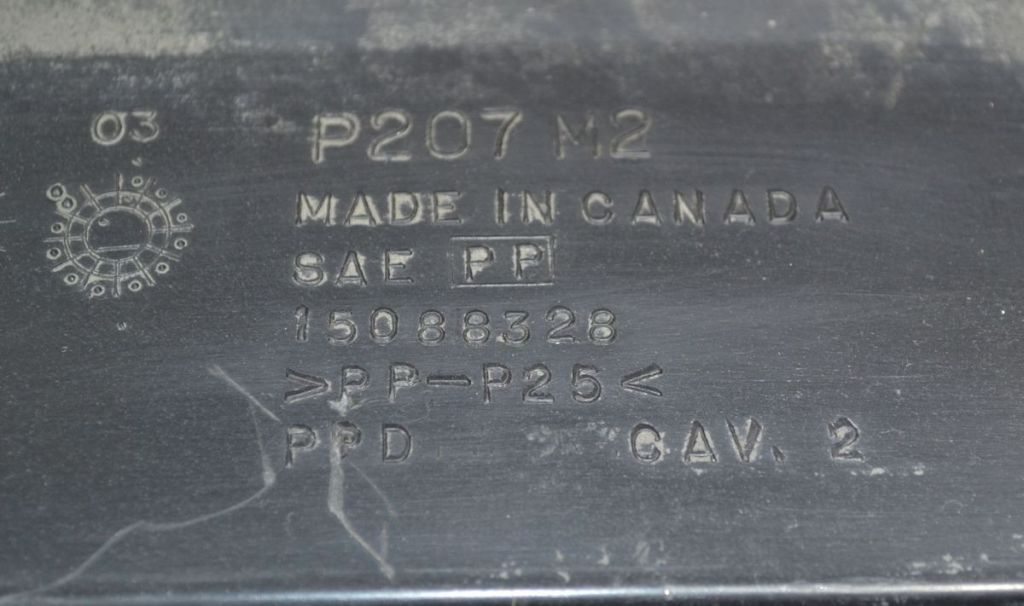 03
P207 M2
MADE IN CANADA
SAE PP
15088328
>PP-P25<
PPD CAV. 2